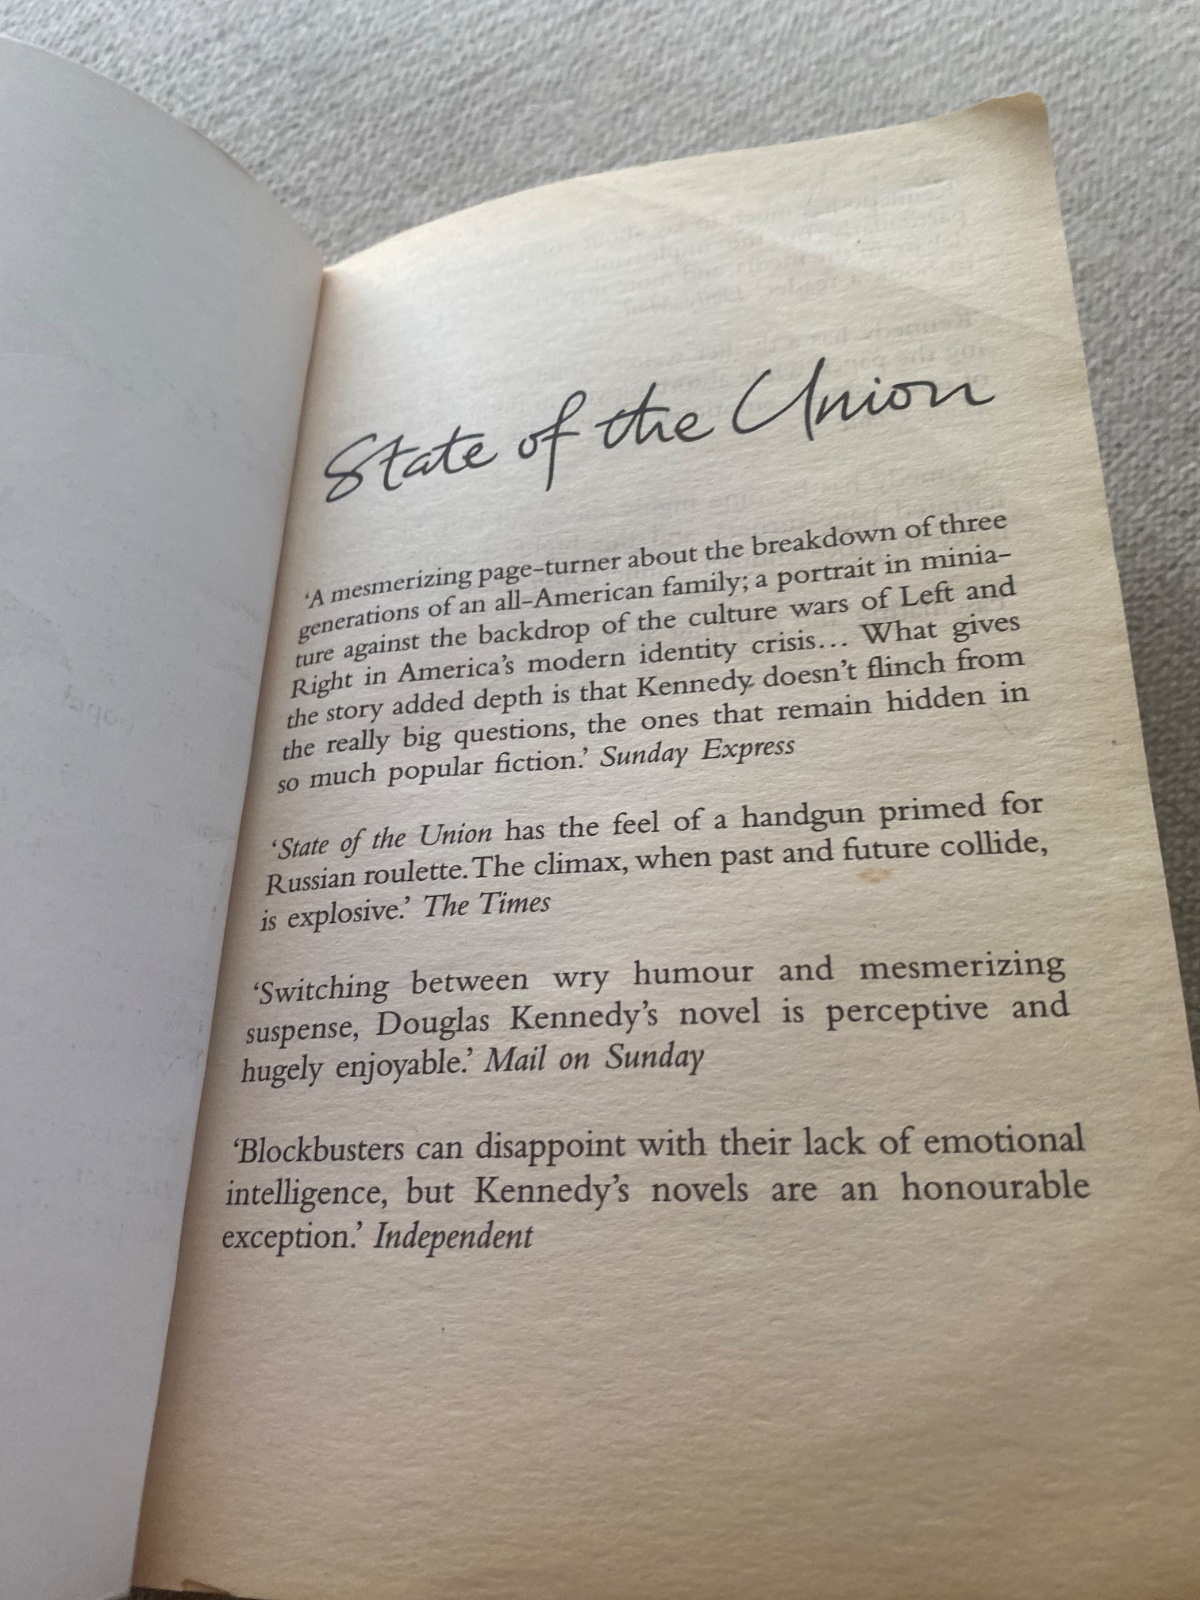 State of the Union
‘A mesmerizing page-turner about the breakdown of three
generations of an all-American family; a portrait in minia-
ture against the backdrop of the culture wars of Left and
Right in America’s modern identity crisis… What gives
the story added depth is that Kennedy doesn’t flinch from
the really big questions, the ones that remain hidden in
so much popular fiction.’ Sunday Express
‘State of the Union has the feel of a handgun primed for
Russian roulette. The climax, when past and future collide,
is explosive.’ The Times
‘Switching between wry humour and mesmerizing
suspense, Douglas Kennedy’s novel is perceptive and
hugely enjoyable.’ Mail on Sunday
‘Blockbusters can disappoint with their lack of emotional
intelligence, but Kennedy’s novels are an honourable
exception.’ Independent